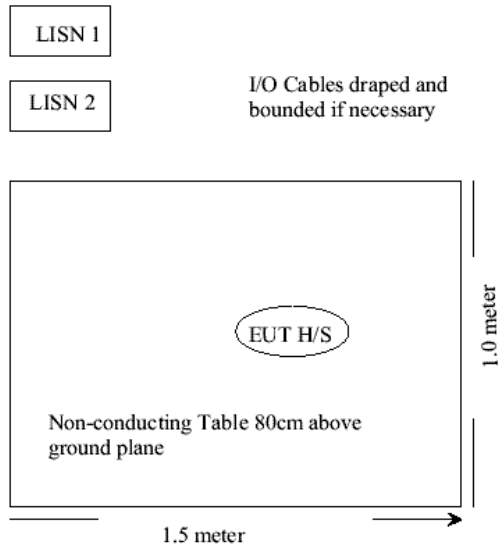 LISN 1
LISN 2
I/O Cables draped and
bounded if necessary
EUT H/S
1.0 meter
Non-conducting Table 80cm above
ground plane
1.5 meter